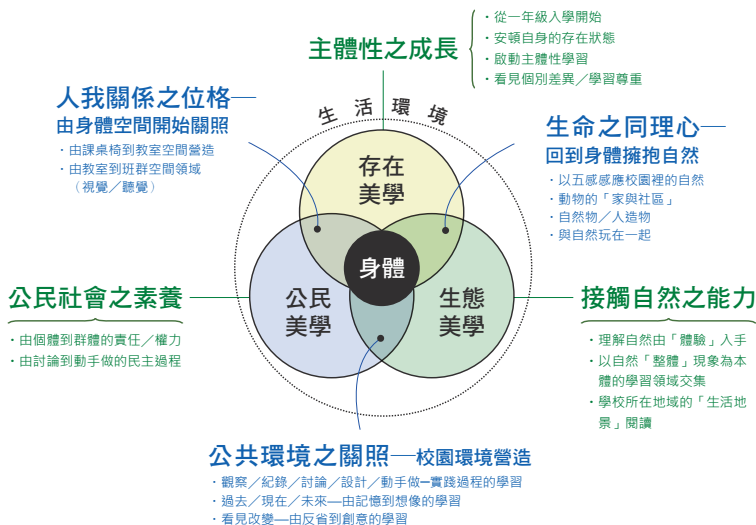 主體性之成長
・從一年級入學開始
・安頓自身的存在狀態
・啟動主體性學習
・看見個別差異／學習尊重
人我關係之位格
由身體空間開始關照
・由課桌椅到教室空間營造
・由教室到班群空間領域
（視覺／聽覺）
生活環境
生命之同理心
回到身體擁抱自然
・以五感感應校園裡的自然
・動物的「家與社區」
・自然物／人造物
・與自然玩在一起
存在
美學
身體
公民
美學
生態
美學
公民社會之素養
・由個體到群體的責任／權力
・由討論到動手做的民主過程
接觸自然之能力
・理解自然由「體驗」入手
・以自然「整體」現象為本
體的學習領域交集
・學校所在地域的「生活地
景」閱讀
公共環境之關照—校園環境營造
・觀察／紀錄／討論／設計／動手做—實踐過程的學習
・過去／現在／未來—由記憶到想像的學習
・看見改變—由反省到創意的學習